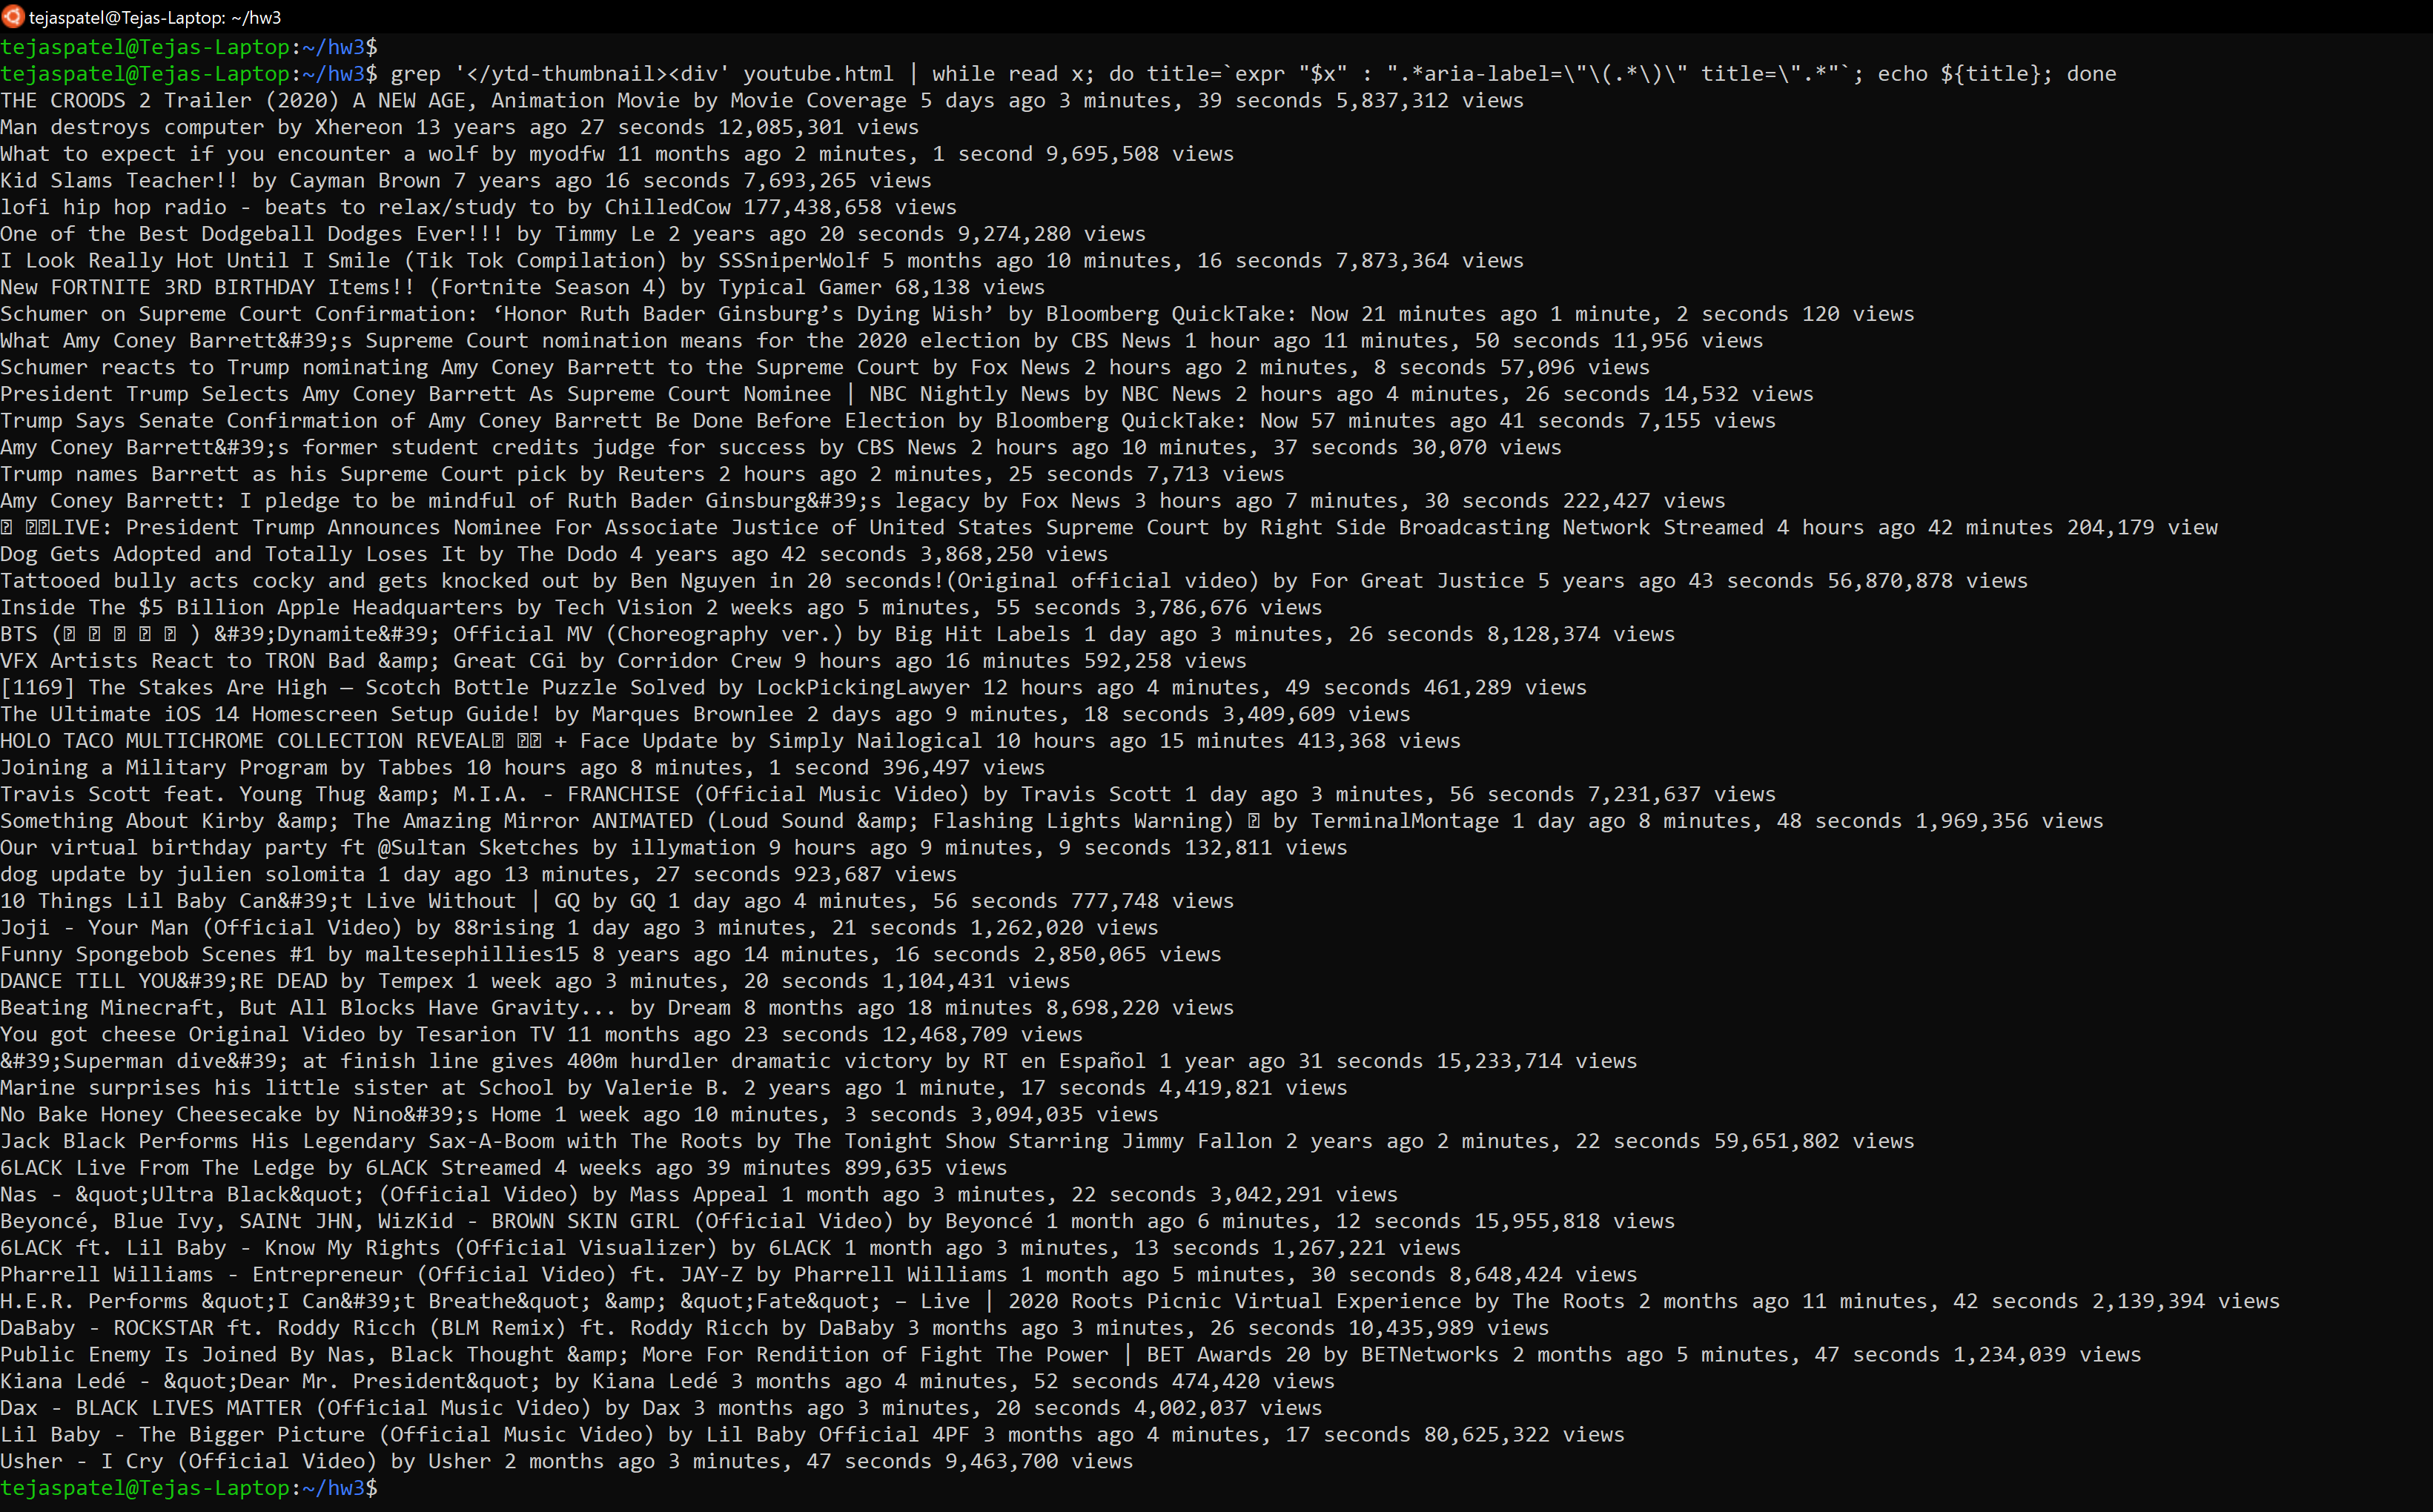 tejaspatel@Tejas-Laptop: ~/hw3
tejaspatel@Tejas-Laptop:~/hw3$
tejaspatel@Tejas-Laptop:~/hw3$ grep '</ytd-thumbnail><div' youtube.html | while read x; do title=`expr "$x" : ".*aria-label=\"\(.*\)\" title=\".*"`; echo ${title}; done
THE CROODS 2 Trailer (2020) A NEW AGE, Animation Movie by Movie Coverage 5 days ago 3 minutes, 39 seconds 5,837,312 views
Man destroys computer by Xhereon 13 years ago 27 seconds 12,085,301 views
What to expect if you encounter a wolf by myodfw 11 months ago 2 minutes, 1 second 9,695,508 views
Kid Slams Teacher!! by Cayman Brown 7 years ago 16 seconds 7,693,265 views
lofi hip hop radio - beats to relax/study to by ChilledCow 177,438,658 views
One of the Best Dodgeball Dodges Ever!!! by Timmy Le 2 years ago 20 seconds 9,274,280 views
I Look Really Hot Until I Smile (Tik Tok Compilation) by SSSniperWolf 5 months ago 10 minutes, 16 seconds 7,873,364 views
New FORTNITE 3RD BIRTHDAY Items!! (Fortnite Season 4) by Typical Gamer 68,138 views
Schumer on Supreme Court Confirmation: ‘Honor Ruth Bader Ginsburg’s Dying Wish’ by Bloomberg QuickTake: Now 21 minutes ago 1 minute, 2 seconds 120 views
What Amy Coney Barrett&#39;s Supreme Court nomination means for the 2020 election by CBS News 1 hour ago 11 minutes, 50 seconds 11,956 views
Schumer reacts to Trump nominating Amy Coney Barrett to the Supreme Court by Fox News 2 hours ago 2 minutes, 8 seconds 57,096 views
President Trump Selects Amy Coney Barrett As Supreme Court Nominee | NBC Nightly News by NBC News 2 hours ago 4 minutes, 26 seconds 14,532 views
Trump Says Senate Confirmation of Amy Coney Barrett Be Done Before Election by Bloomberg QuickTake: Now 57 minutes ago 41 seconds 7,155 views
Amy Coney Barrett&#39;s former student credits judge for success by CBS News 2 hours ago 10 minutes, 37 seconds 30,070 views
Trump names Barrett as his Supreme Court pick by Reuters 2 hours ago 2 minutes, 25 seconds 7,713 views
Amy Coney Barrett: I pledge to be mindful of Ruth Bader Ginsburg&#39;s legacy by Fox News 3 hours ago 7 minutes, 30 seconds 222,427 views
LIVE: President Trump Announces Nominee For Associate Justice of United States Supreme Court by Right Side Broadcasting Network Streamed 4 hours ago 42 minutes 204,179 view
Dog Gets Adopted and Totally Loses It by The Dodo 4 years ago 42 seconds 3,868,250 views
Tattooed bully acts cocky and gets knocked out by Ben Nguyen in 20 seconds!(Original official video) by For Great Justice 5 years ago 43 seconds 56,870,878 views
Inside The $5 Billion Apple Headquarters by Tech Vision 2 weeks ago 5 minutes, 55 seconds 3,786,676 views
BTS ( ) &#39;Dynamite&#39; Official MV (Choreography ver.) by Big Hit Labels 1 day ago 3 minutes, 26 seconds 8,128,374 views
VFX Artists React to TRON Bad &amp; Great CGi by Corridor Crew 9 hours ago 16 minutes 592,258 views
[1169] The Stakes Are High — Scotch Bottle Puzzle Solved by LockPickingLawyer 12 hours ago 4 minutes, 49 seconds 461,289 views
The Ultimate iOS 14 Homescreen Setup Guide! by Marques Brownlee 2 days ago 9 minutes, 18 seconds 3,409,609 views
HOLO TACO MULTICHROME COLLECTION REVEAL + Face Update by Simply Nailogical 10 hours ago 15 minutes 413,368 views
Joining a Military Program by Tabbes 10 hours ago 8 minutes, 1 second 396,497 views
Travis Scott feat. Young Thug &amp; M.I.A. - FRANCHISE (Official Music Video) by Travis Scott 1 day ago 3 minutes, 56 seconds 7,231,637 views
Something About Kirby &amp; The Amazing Mirror ANIMATED (Loud Sound &amp; Flashing Lights Warning) by TerminalMontage 1 day ago 8 minutes, 48 seconds 1,969,356 views
Our virtual birthday party ft @Sultan Sketches by illymation 9 hours ago 9 minutes, 9 seconds 132,811 views
dog update by julien solomita 1 day ago 13 minutes, 27 seconds 923,687 views
10 Things Lil Baby Can&#39;t Live Without | GQ by GQ 1 day ago 4 minutes, 56 seconds 777,748 views
Joji - Your Man (Official Video) by 88rising 1 day ago 3 minutes, 21 seconds 1,262,020 views
Funny Spongebob Scenes #1 by maltesephillies15 8 years ago 14 minutes, 16 seconds 2,850,065 views
DANCE TILL YOU&#39;RE DEAD by Tempex 1 week ago 3 minutes, 20 seconds 1,104,431 views
Beating Minecraft, But All Blocks Have Gravity... by Dream 8 months ago 18 minutes 8,698,220 views
You got cheese Original Video by Tesarion TV 11 months ago 23 seconds 12,468,709 views
&#39;Superman dive&#39; at finish line gives 400m hurdler dramatic victory by RT en Español 1 year ago 31 seconds 15,233,714 views
Marine surprises his little sister at School by Valerie B. 2 years ago 1 minute, 17 seconds 4,419,821 views
No Bake Honey Cheesecake by Nino&#39;s Home 1 week ago 10 minutes, 3 seconds 3,094,035 views
Jack Black Performs His Legendary Sax-A-Boom with The Roots by The Tonight Show Starring Jimmy Fallon 2 years ago 2 minutes, 22 seconds 59,651,802 views
6LACK Live From The Ledge by 6LACK Streamed 4 weeks ago 39 minutes 899,635 views
Nas - &quot;Ultra Black&quot; (Official Video) by Mass Appeal 1 month ago 3 minutes, 22 seconds 3,042,291 views
Beyoncé, Blue Ivy, SAINt JHN, WizKid - BROWN SKIN GIRL (Official Video) by Beyoncé 1 month ago 6 minutes, 12 seconds 15,955,818 views
6LACK ft. Lil Baby - Know My Rights (Official Visualizer) by 6LACK 1 month ago 3 minutes, 13 seconds 1,267,221 views
Pharrell Williams - Entrepreneur (Official Video) ft. JAY-Z by Pharrell Williams 1 month ago 5 minutes, 30 seconds 8,648,424 views
H.E.R. Performs &quot;I Can&#39;t Breathe&quot; &amp; &quot;Fate&quot; – Live | 2020 Roots Picnic Virtual Experience by The Roots 2 months ago 11 minutes, 42 seconds 2,139,394 views
DaBaby - ROCKSTAR ft. Roddy Ricch (BLM Remix) ft. Roddy Ricch by DaBaby 3 months ago 3 minutes, 26 seconds 10,435,989 views
Public Enemy Is Joined By Nas, Black Thought &amp; More For Rendition of Fight The Power | BET Awards 20 by BETNetworks 2 months ago 5 minutes, 47 seconds 1,234,039 views
Kiana Ledé - &quot;Dear Mr. President&quot; by Kiana Ledé 3 months ago 4 minutes, 52 seconds 474,420 views
Dax - BLACK LIVES MATTER (Official Music Video) by Dax 3 months ago 3 minutes, 20 seconds 4,002,037 views
Lil Baby - The Bigger Picture (Official Music Video) by Lil Baby Official 4PF 3 months ago 4 minutes, 17 seconds 80,625,322 views
Usher - I Cry (Official Video) by Usher 2 months ago 3 minutes, 47 seconds 9,463,700 views
tejaspatel@Tejas-Laptop:~/hw3$